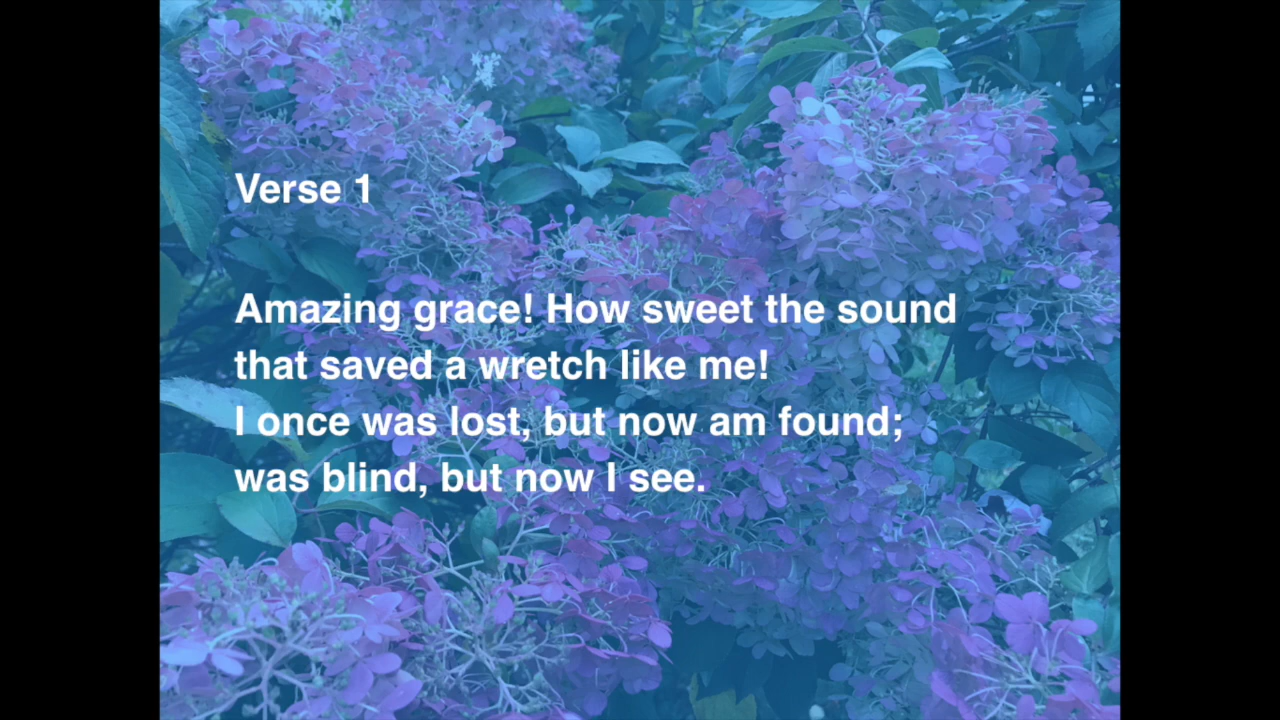 Verse 1
Amazing grace! How sweet the sound
that saved a wretch like me!
I once was lost, but now am found;
was blind, but now I see.